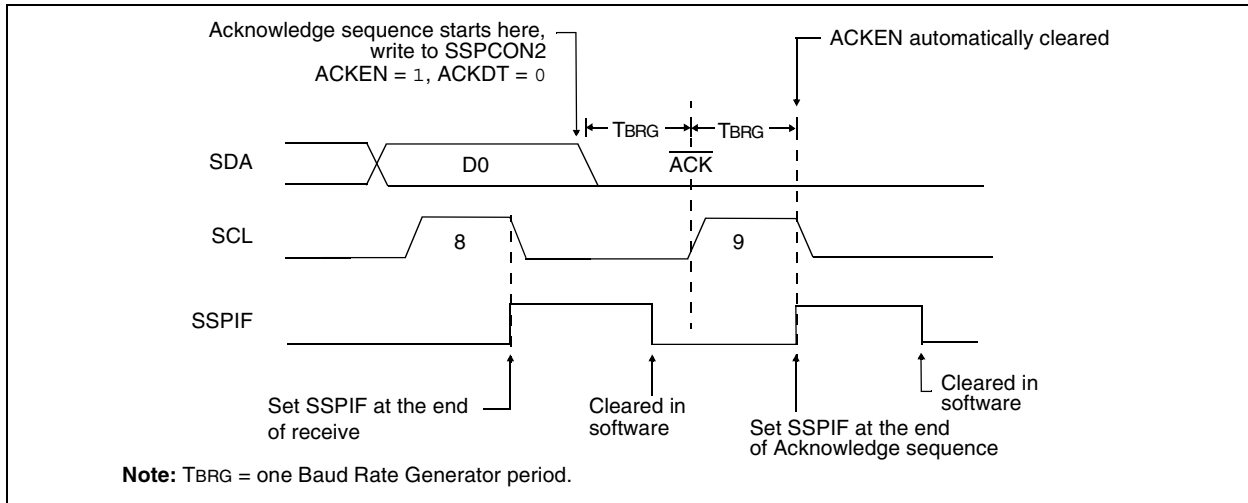 Acknowledge sequence starts here,
write to SSPCON2
ACKEN = 1, ACKDT = 0
ACKEN automatically cleared
TBRG
TBRG
SDA
D0
ACK
SCL
8
9
SSPIF
Set SSPIF at the end
of receive
Cleared in
software
Set SSPIF at the end
of Acknowledge sequence
Cleared in
software
Note: TBRG = one Baud Rate Generator period.